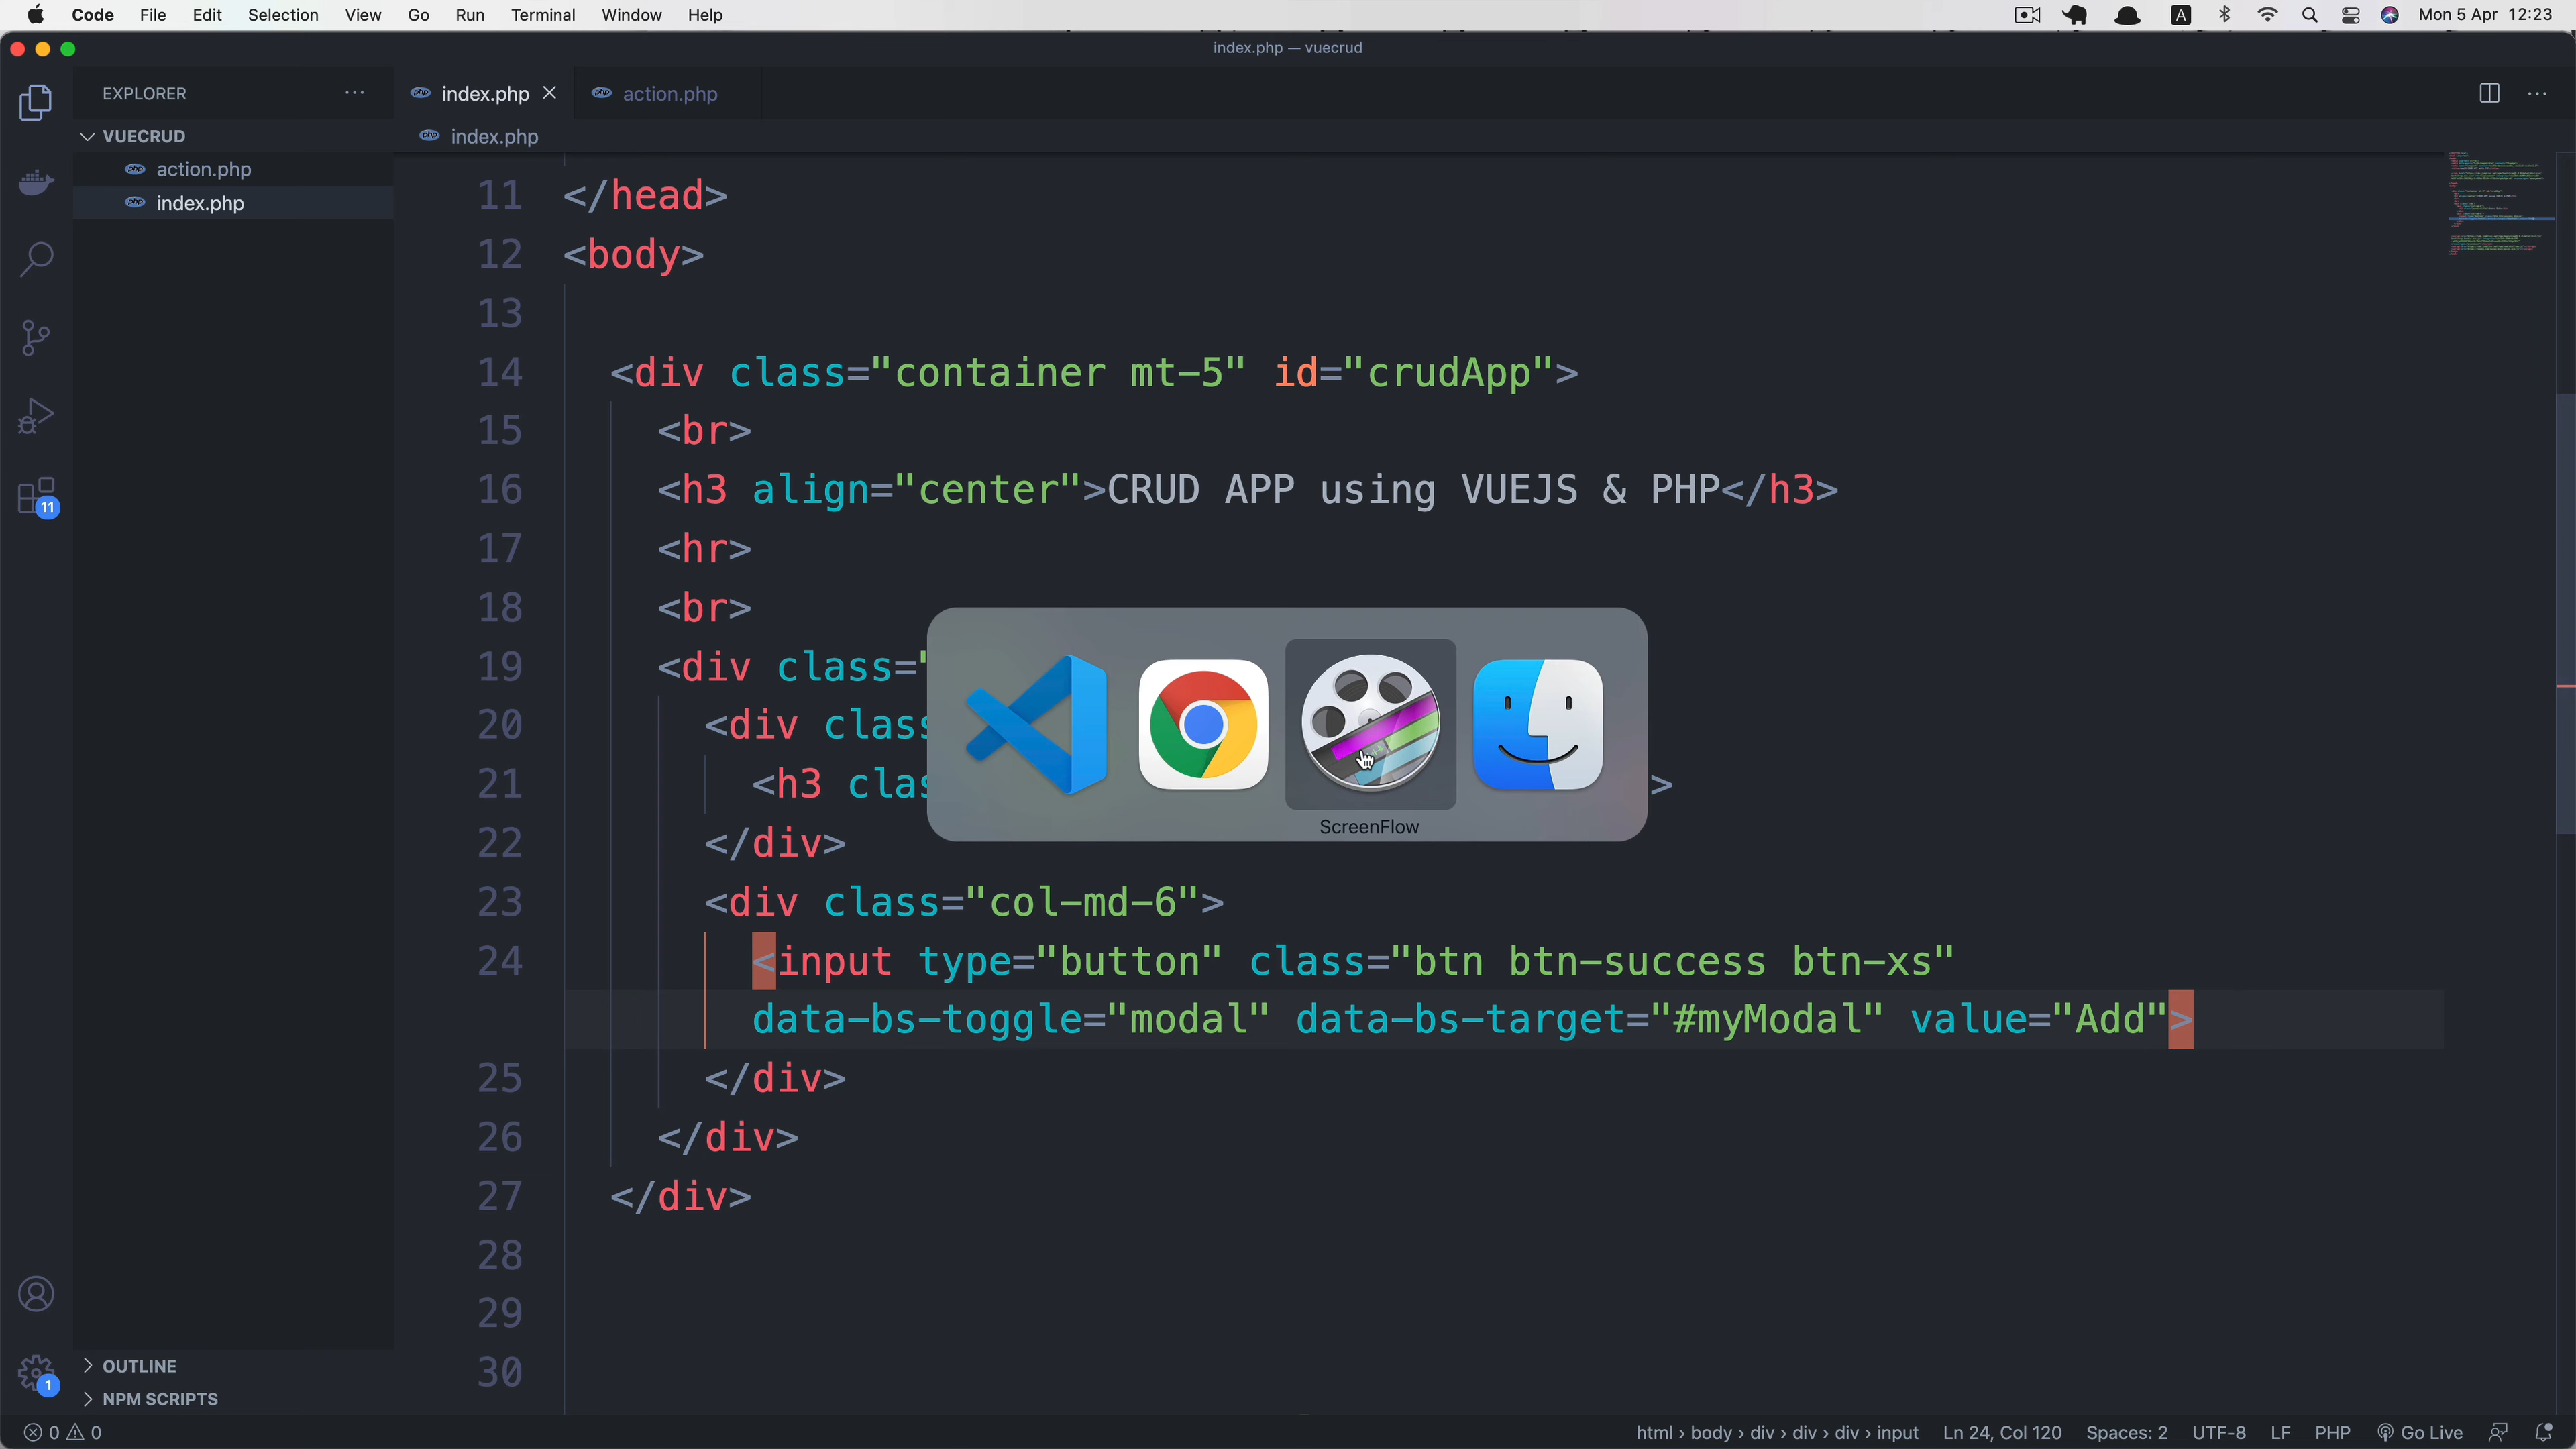 Code File Edit Selection View Go Run Terminal Window Help A Mon 5 Apr 12:23
index.php — vuecrud
EXPLORER
index.php
action.php
VUECRUD
index.php
action.php
index.php
11 </head>
12 <body>
13
14 <div class="container mt-5" id="crudApp">
15 <br>
16 <h3 align="center">CRUD APP using VUEJS & PHP</h3>
17 <hr>
18 <br>
19 <div class="
20 <div clas
21 <h3 clas >
22 </div>
23 <div class="col-md-6">
24 <input type="button" class="btn btn-success btn-xs"
data-bs-toggle="modal" data-bs-target="#myModal" value="Add">
25 </div>
26 </div>
27 </div>
28
29
30
ScreenFlow
11
1
OUTLINE
NPM SCRIPTS
0 0
html › body › div › div › div › input Ln 24, Col 120 Spaces: 2 UTF-8 LF PHP Go Live